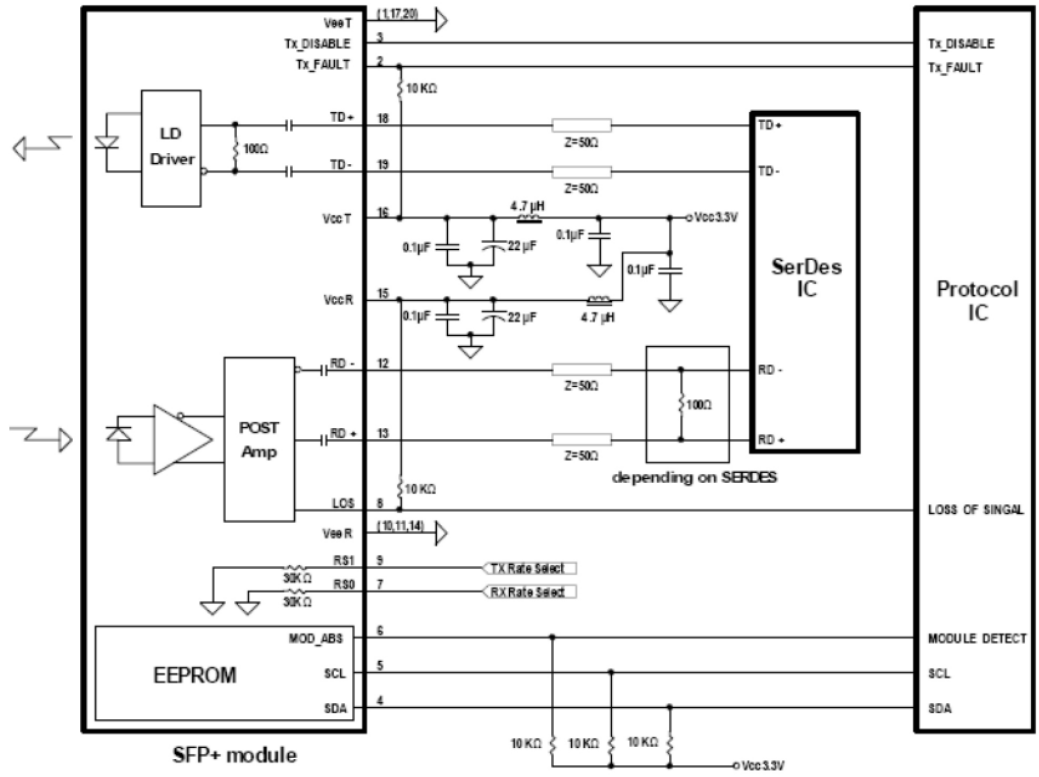 VeeT
(1,17,20)
Tx_DISABLE
3
Tx_DISABLE
Tx_FAULT
2
Tx_FAULT
10 KΩ
LD
Driver
100Ω
TD+
18
Z=50Ω
TD+
TD -
19
Z=50Ω
TD-
VccT
16
4.7 μH
Vcc3.3V
0.1μF
22 μF
0.1μF
0.1μF
SerDes
IC
Protocol
IC
VccR
15
0.1μF
22 μF
4.7 μH
RD -
12
Z=50Ω
RD -
100Ω
POST
Amp
RD +
13
Z=50Ω
RD +
depending on SERDES
10 KΩ
LOS
8
LOSS OF SINGAL
VeeR
(10,11,14)
RS1
9
TX Rate Select
30KΩ
RS0
7
RX Rate Select
30KΩ
EEPROM
MOD_ABS
6
MODULE DETECT
SCL
5
SCL
SDA
4
SDA
10 KΩ
10 KΩ
10 KΩ
Vcc3.3V
SFP+ module